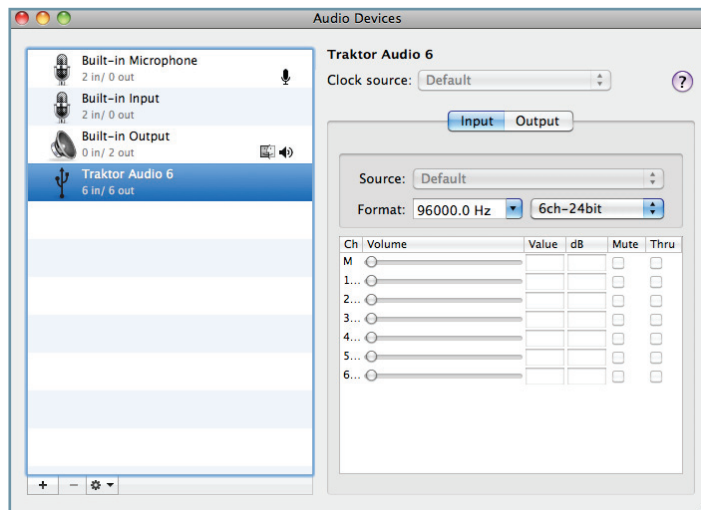 Audio Devices
Built-in Microphone
2 in/ 0 out
Built-in Input
2 in/ 0 out
Built-in Output
0 in/ 2 out
Traktor Audio 6
6 in/ 6 out
+ −
Traktor Audio 6
Clock source: Default ?
Input Output
Source: Default
Format: 96000.0 Hz 6ch-24bit
Ch Volume Value dB Mute Thru
M
1...
2...
3...
4...
5...
6...